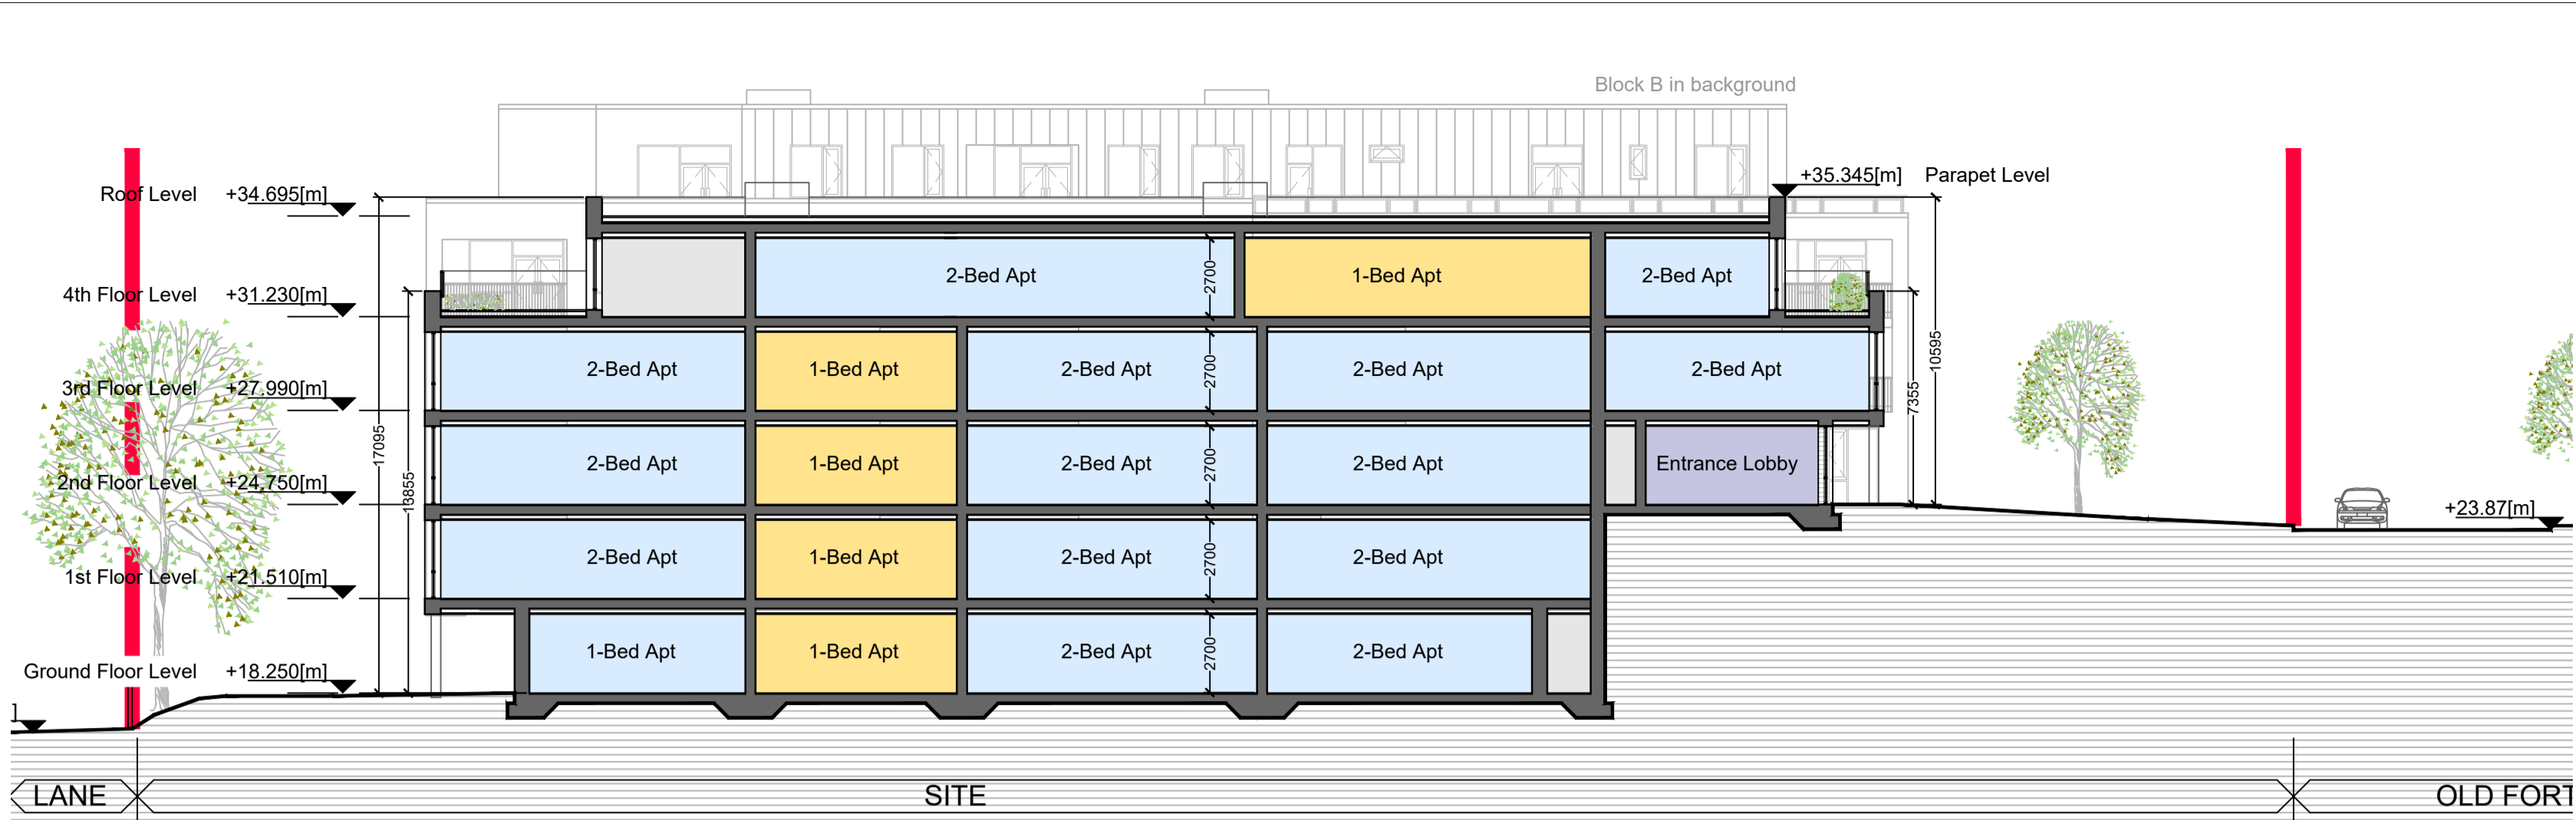 Block B in background
+35.345[m] Parapet Level
Roof Level +34.695[m]
2-Bed Apt 2700 1-Bed Apt 2-Bed Apt
4th Floor Level +31.230[m]
10595
2-Bed Apt 1-Bed Apt 2-Bed Apt 2700 2-Bed Apt 2-Bed Apt
3rd Floor Level +27.990[m]
7355
17095
2-Bed Apt 1-Bed Apt 2-Bed Apt 2700 2-Bed Apt Entrance Lobby
2nd Floor Level +24.750[m]
13855
+23.87[m]
2-Bed Apt 1-Bed Apt 2-Bed Apt 2700 2-Bed Apt
1st Floor Level +21.510[m]
1-Bed Apt 1-Bed Apt 2-Bed Apt 2700 2-Bed Apt
Ground Floor Level +18.250[m]
]
LANE SITE OLD FORT